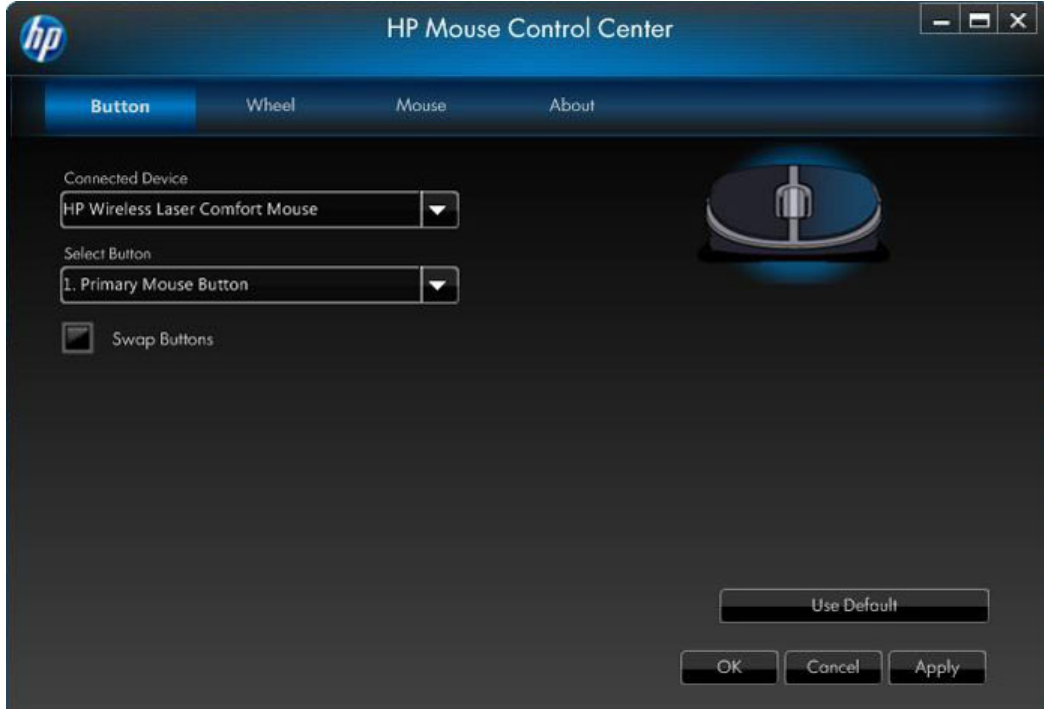 hp
HP Mouse Control Center
Button Wheel Mouse About
Connected Device
HP Wireless Laser Comfort Mouse
Select Button
1. Primary Mouse Button
Swap Buttons
Use Default
OK Cancel Apply